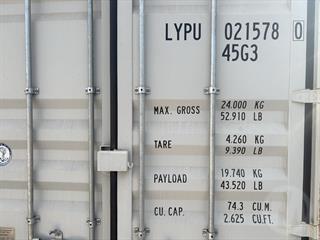 LYPU 021578 0
45G3
MAX. GROSS 24.000 KG
52.910 LB
TARE 4.260 KG
9.390 LB
PAYLOAD 19.740 KG
43.520 LB
CU. CAP. 74.3 CU.M.
2.625 CU.FT.